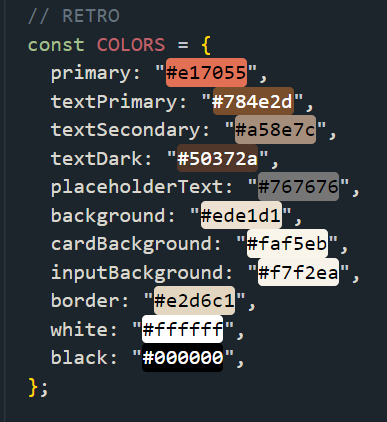 // RETRO
const COLORS = {
primary: "#e17055",
textPrimary: "#784e2d",
textSecondary: "#a58e7c",
textDark: "#50372a",
placeholderText: "#767676",
background: "#ede1d1",
cardBackground: "#faf5eb",
inputBackground: "#f7f2ea",
border: "#e2d6c1",
white: "#ffffff",
black: "#000000",
};